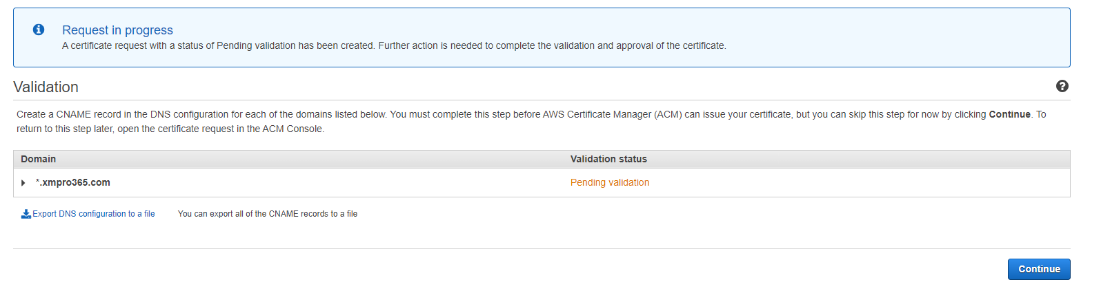 Request in progress
A certificate request with a status of Pending validation has been created. Further action is needed to complete the validation and approval of the certificate.
Validation
Create a CNAME record in the DNS configuration for each of the domains listed below. You must complete this step before AWS Certificate Manager (ACM) can issue your certificate, but you can skip this step for now by clicking Continue. To
return to this step later, open the certificate request in the ACM Console.
Domain Validation status
*.xmpro365.com Pending validation
Export DNS configuration to a file You can export all of the CNAME records to a file
Continue